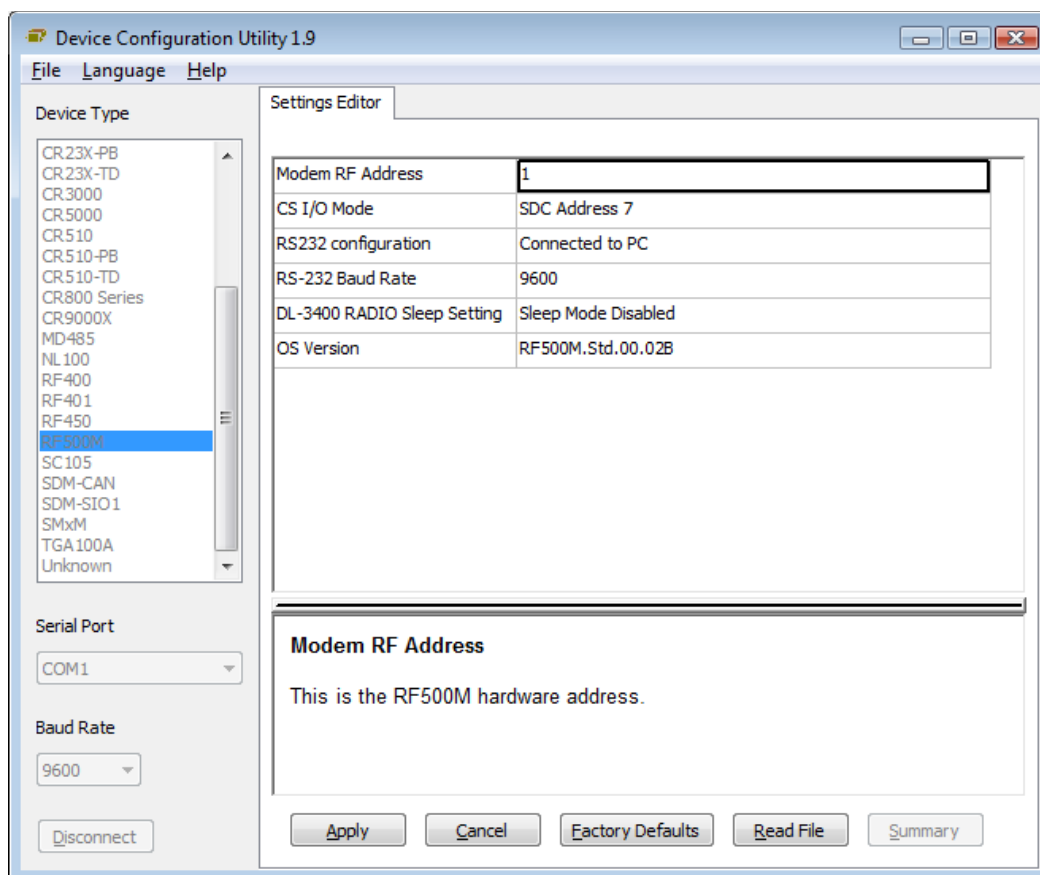 Device Configuration Utility 1.9
File Language Help
Device Type
CR23X-PB
CR23X-TD
CR3000
CR5000
CR510
CR510-PB
CR510-TD
CR800 Series
CR9000X
MD485
NL100
RF400
RF401
RF450
RF500M
SC105
SDM-CAN
SDM-SIO1
SMxM
TGA100A
Unknown
Serial Port
COM1
Baud Rate
9600
Disconnect
Settings Editor
Modem RF Address 1
CS I/O Mode SDC Address 7
RS232 configuration Connected to PC
RS-232 Baud Rate 9600
DL-3400 RADIO Sleep Setting Sleep Mode Disabled
OS Version RF500M.Std.00.02B
Modem RF Address
This is the RF500M hardware address.
Apply Cancel Factory Defaults Read File Summary